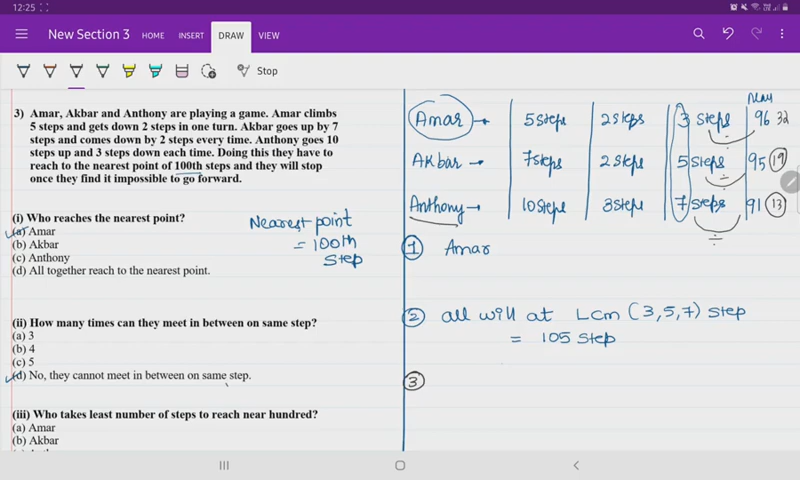 12:25
New Section 3 HOME INSERT DRAW VIEW
Stop
3) Amar, Akbar and Anthony are playing a game. Amar climbs
5 steps and gets down 2 steps in one turn. Akbar goes up by 7
steps and comes down by 2 steps every time. Anthony goes 10
steps up and 3 steps down each time. Doing this they have to
reach to the nearest point of 100th steps and they will stop
once they find it impossible to go forward.
(i) Who reaches the nearest point?
(a) Amar
(b) Akbar
(c) Anthony
(d) All together reach to the nearest point.
Nearest point
= 100th
Step
(ii) How many times can they meet in between on same step?
(a) 3
(b) 4
(c) 5
(d) No, they cannot meet in between on same step.
(iii) Who takes least number of steps to reach near hundred?
(a) Amar
(b) Akbar
Amar → 5 steps 2 steps 3 steps 96 32
AKbar → 7 steps 2 steps 5 steps 95 19
Anthony → 10 steps 3 steps 7 steps 91 13
÷
1 Amar
2 all will at Lcm (3,5,7) step
= 105 step
3